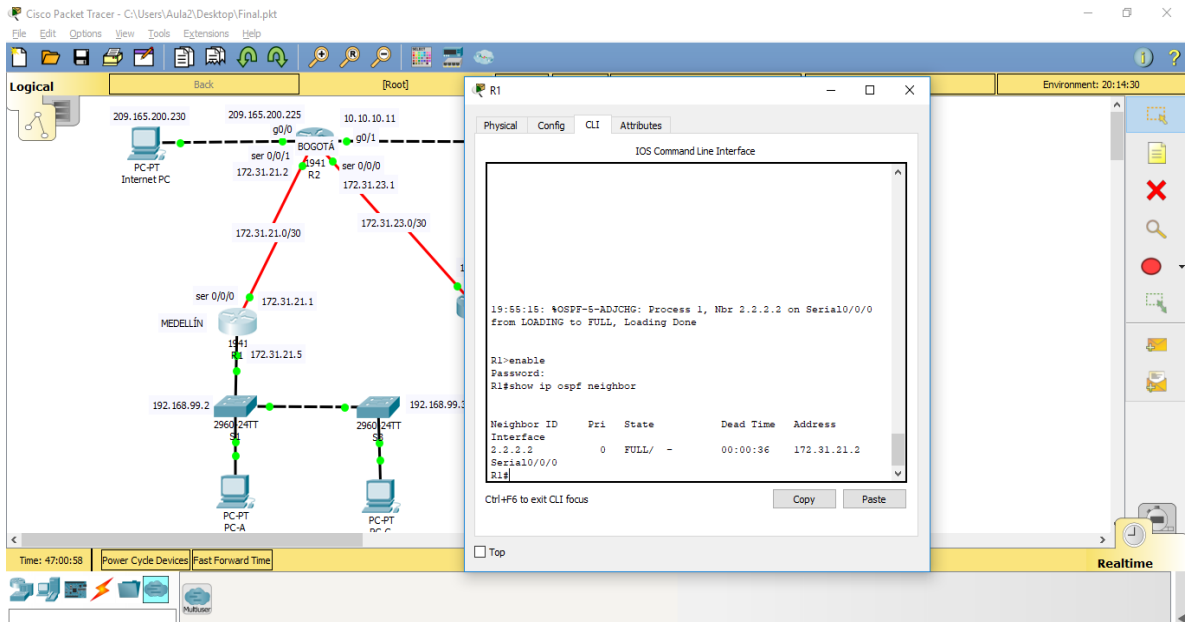 Cisco Packet Tracer - C:\Users\Aula2\Desktop\Final.pkt
File Edit Options View Tools Extensions Help
Logical Back [Root] Environment: 20:14:30
209.165.200.230
209.165.200.225
10.10.10.11
g0/0
g0/1
BOGOTÁ
ser 0/0/1
1941
R2
ser 0/0/0
PC-PT
Internet PC
172.31.21.2
172.31.23.1
172.31.21.0/30
172.31.23.0/30
ser 0/0/0
172.31.21.1
MEDELLÍN
1941
R1
172.31.21.5
192.168.99.2
192.168.99.3
2960-24TT
S1
2960-24TT
S3
PC-PT
PC-A
PC-PT
R1
Physical Config CLI Attributes
IOS Command Line Interface
19:55:15: %OSPF-5-ADJCHG: Process 1, Nbr 2.2.2.2 on Serial0/0/0
from LOADING to FULL, Loading Done
R1>enable
Password:
R1#show ip ospf neighbor
Neighbor ID Pri State Dead Time Address
Interface
2.2.2.2 0 FULL/ - 00:00:36 172.31.21.2
Serial0/0/0
R1#
Ctrl+F6 to exit CLI focus
Copy Paste
Top
Time: 47:00:58 Power Cycle Devices Fast Forward Time
Realtime
Multiuser